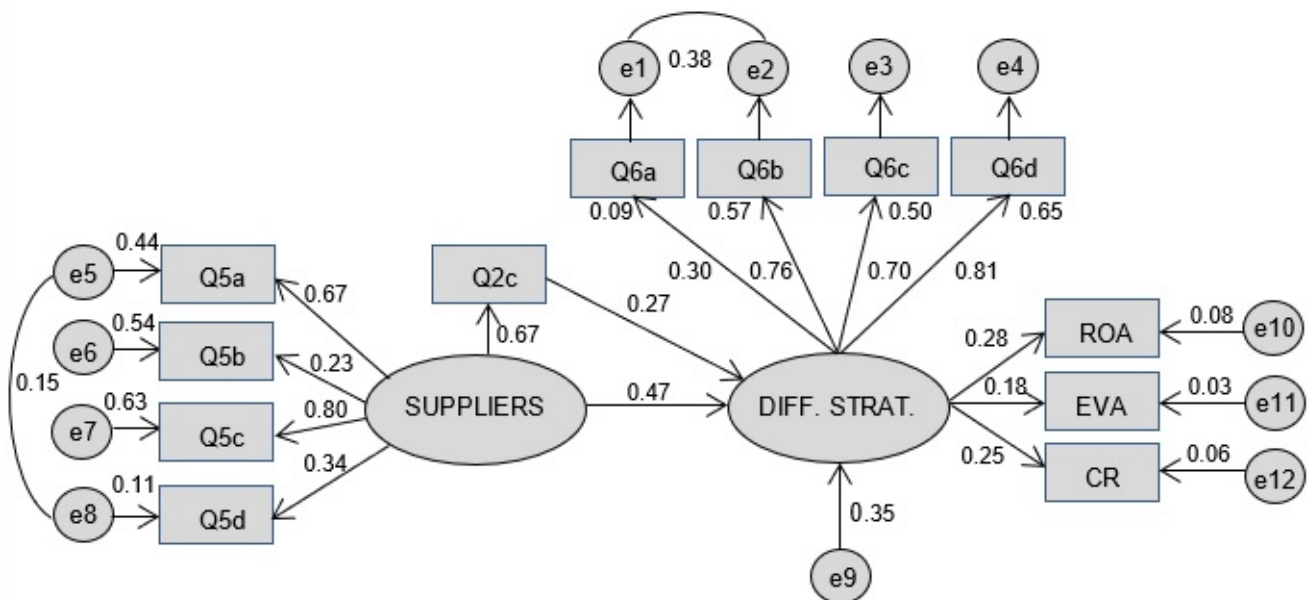 e1
0.38
e2
e3
e4
Q6a
Q6b
Q6c
Q6d
0.09
0.57
0.50
0.65
0.30
0.76
0.70
0.81
e5
0.44
Q5a
0.67
Q2c
0.27
e6
0.54
Q5b
0.23
0.67
0.15
e7
0.63
Q5c
0.80
SUPPLIERS
0.47
DIFF. STRAT.
e8
0.11
Q5d
0.34
0.28
ROA
0.08
e10
0.18
EVA
0.03
e11
0.25
CR
0.06
e12
0.35
e9